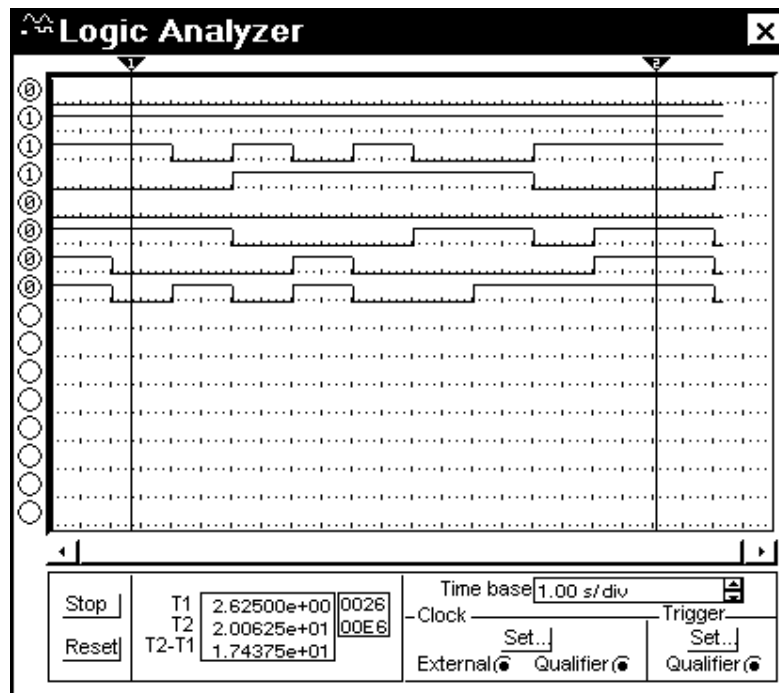 Logic Analyzer
1 2
0
1
1
1
0
0
0
0
Stop
Reset
T1 2.62500e+00 0026
T2 2.00625e+01 00E6
T2-T1 1.74375e+01
Time base 1.00 s/div
Clock
Set...
External Qualifier
Trigger
Set...
Qualifier